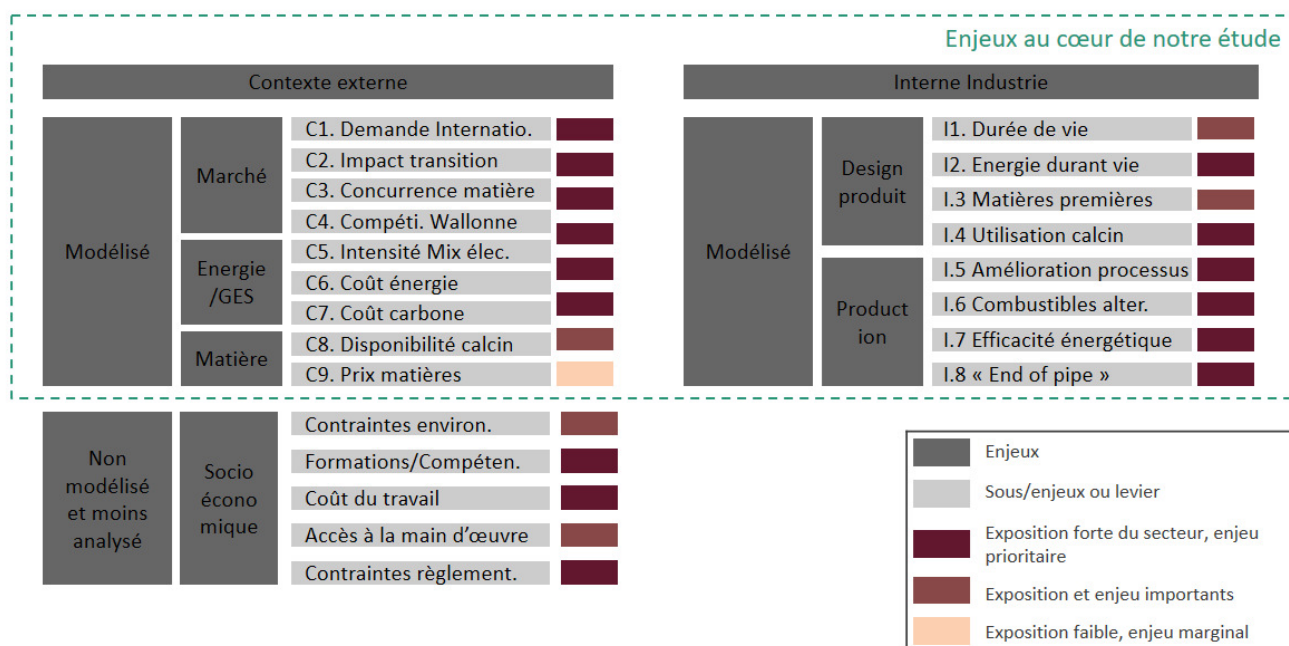 Enjeux au cœur de notre étude
Contexte externe
Modélisé
Marché
C1. Demande Internatio.
C2. Impact transition
C3. Concurrence matière
C4. Compéti. Wallonne
Energie
/GES
C5. Intensité Mix élec.
C6. Coût énergie
C7. Coût carbone
Matière
C8. Disponibilité calcin
C9. Prix matières
Interne Industrie
Modélisé
Design
produit
I1. Durée de vie
I2. Energie durant vie
I.3 Matières premières
I.4 Utilisation calcin
Product
ion
I.5 Amélioration processus
I.6 Combustibles alter.
I.7 Efficacité énergétique
I.8 « End of pipe »
Non
modélisé
et moins
analysé
Socio
écono
mique
Contraintes environ.
Formations/Compéten.
Coût du travail
Accès à la main d’œuvre
Contraintes règlement.
Enjeux
Sous/enjeux ou levier
Exposition forte du secteur, enjeu
prioritaire
Exposition et enjeu importants
Exposition faible, enjeu marginal